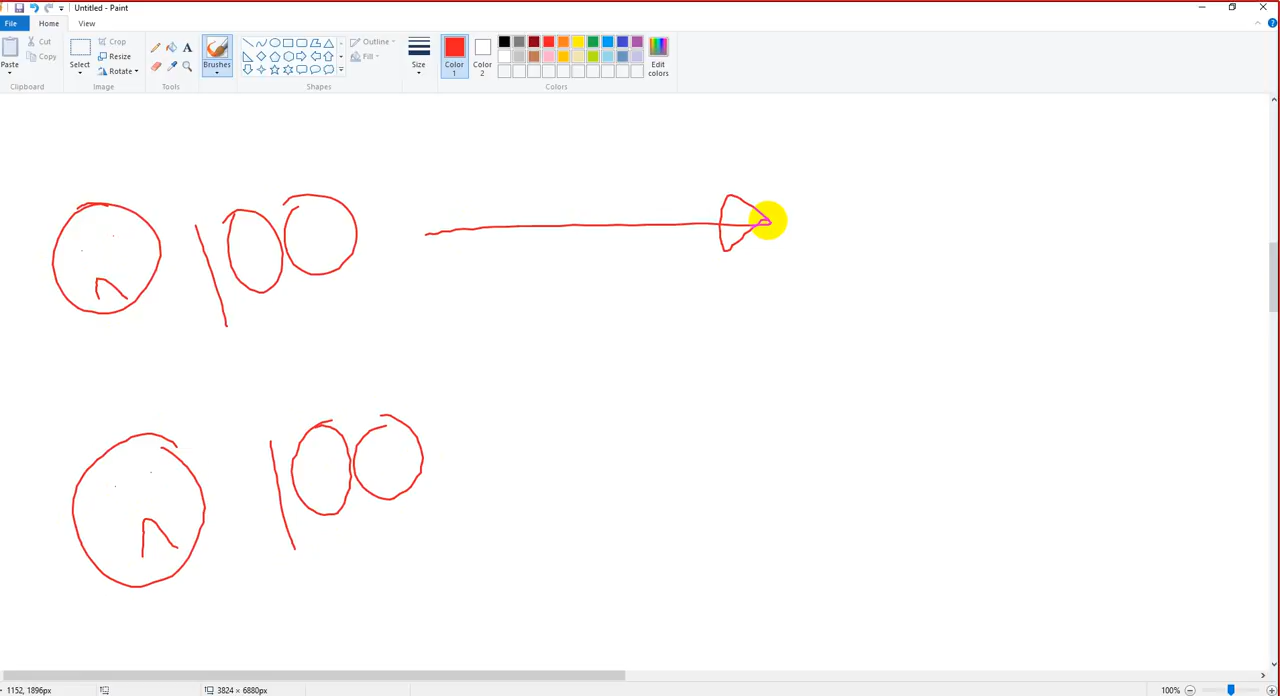 Untitled - Paint
File Home View
Paste
Cut
Copy
Clipboard
Select
Crop
Resize
Rotate
Image
Tools
Brushes
Outline
Fill
Shapes
Size
Color 1
Color 2
Edit colors
Colors
100
100
1152, 1896px
3824 × 6880px
100%